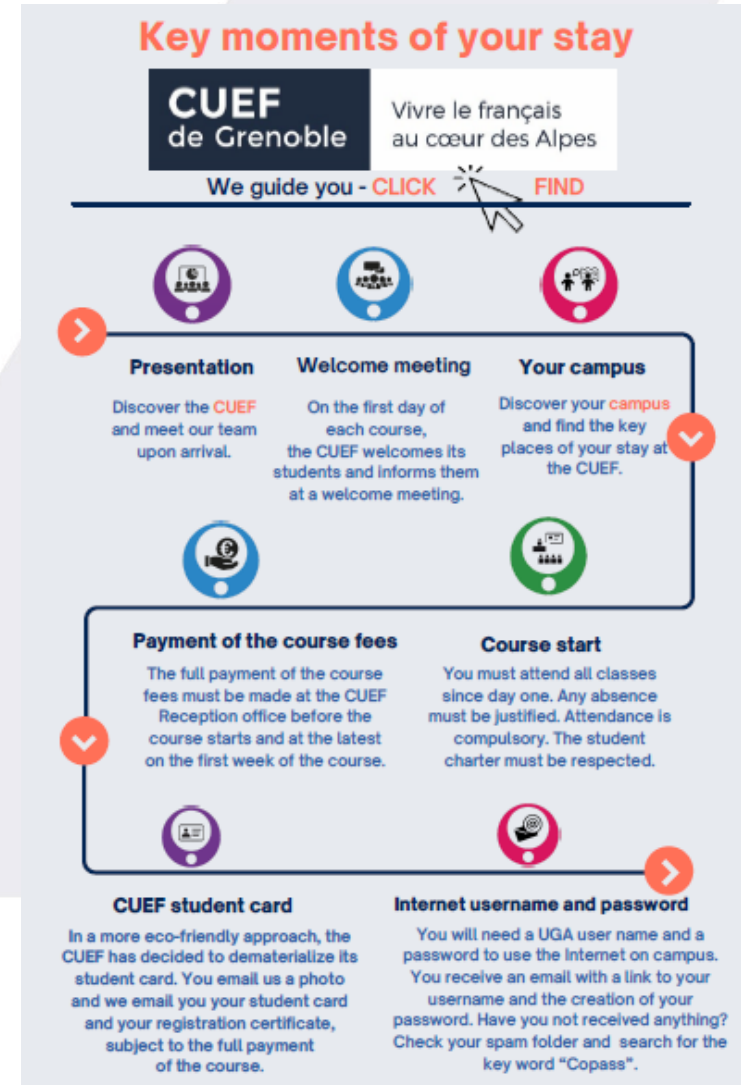 Key moments of your stay
CUEF
de Grenoble
Vivre le français
au cœur des Alpes
We guide you - CLICK FIND
Presentation
Discover the CUEF
and meet our team
upon arrival.
Welcome meeting
On the first day of
each course,
the CUEF welcomes its
students and informs them
at a welcome meeting.
Your campus
Discover your campus
and find the key
places of your stay at
the CUEF.
Payment of the course fees
The full payment of the course
fees must be made at the CUEF
Reception office before the
course starts and at the latest
on the first week of the course.
Course start
You must attend all classes
since day one. Any absence
must be justified. Attendance is
compulsory. The student
charter must be respected.
CUEF student card
In a more eco-friendly approach, the
CUEF has decided to dematerialize its
student card. You email us a photo
and we email you your student card
and your registration certificate,
subject to the full payment
of the course.
Internet username and password
You will need a UGA user name and a
password to use the Internet on campus.
You receive an email with a link to your
username and the creation of your
password. Have you not received anything?
Check your spam folder and search for the
key word “Copass”.